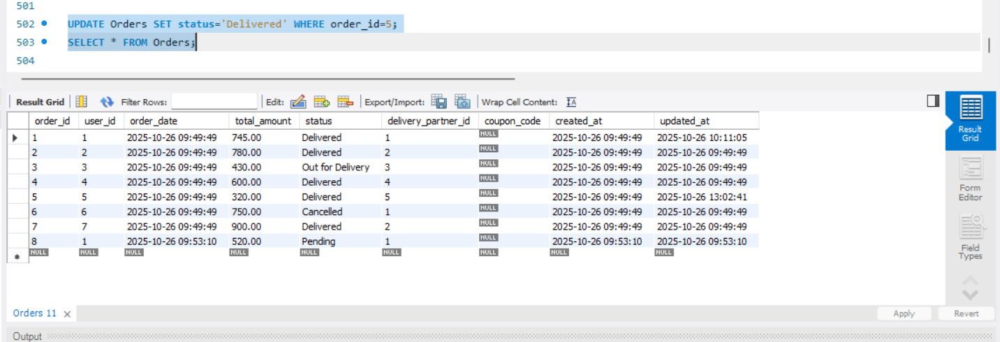 501
502 UPDATE Orders SET status='Delivered' WHERE order_id=5;
503 SELECT * FROM Orders;
504
Result Grid Filter Rows: Edit: Export/Import: Wrap Cell Content: IA
order_id user_id order_date total_amount status delivery_partner_id coupon_code created_at updated_at
1 1 2025-10-26 09:49:49 745.00 Delivered 1 NULL 2025-10-26 09:49:49 2025-10-26 10:11:05
2 2 2025-10-26 09:49:49 780.00 Delivered 2 NULL 2025-10-26 09:49:49 2025-10-26 09:49:49
3 3 2025-10-26 09:49:49 430.00 Out for Delivery 3 NULL 2025-10-26 09:49:49 2025-10-26 09:49:49
4 4 2025-10-26 09:49:49 600.00 Delivered 4 NULL 2025-10-26 09:49:49 2025-10-26 09:49:49
5 5 2025-10-26 09:49:49 320.00 Delivered 5 NULL 2025-10-26 09:49:49 2025-10-26 13:02:41
6 6 2025-10-26 09:49:49 750.00 Cancelled 1 NULL 2025-10-26 09:49:49 2025-10-26 09:49:49
7 7 2025-10-26 09:49:49 900.00 Delivered 2 NULL 2025-10-26 09:49:49 2025-10-26 09:49:49
8 1 2025-10-26 09:53:10 520.00 Pending 1 NULL 2025-10-26 09:53:10 2025-10-26 09:53:10
NULL NULL NULL NULL NULL NULL NULL NULL NULL
Result
Grid
Form
Editor
Field
Types
Orders 11
Apply Revert
Output